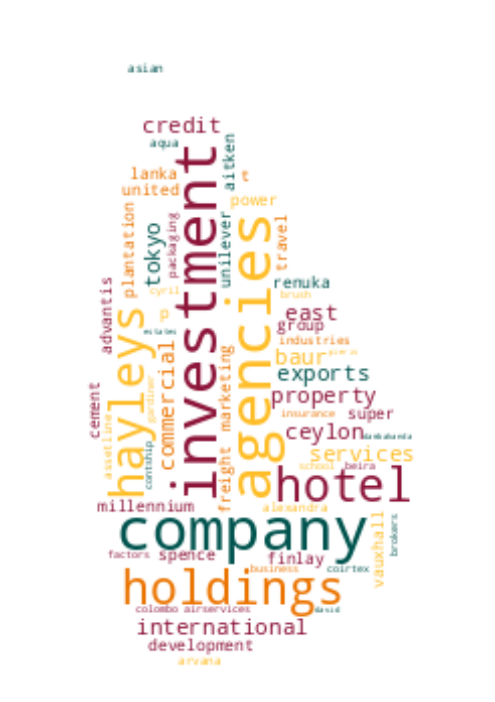 asian
credit
aqua
investment
aitken
lanka
t
united
power
plantation
tokyo
packaging
unilever
agencies
travel
renuka
cyril
brush
advantis
hayleys
p
east
group
estates
industries
commercial
marketing
baur
exports
gardiner
property
cement
insurance
super
ceylon
assetline
contship
services
freight
school
beira
hotel
millennium
alexandra
company
vauxhall
brokers
factors
spence
finlay
business
coirtex
holdings
colombo
airservices
david
international
development
arvana